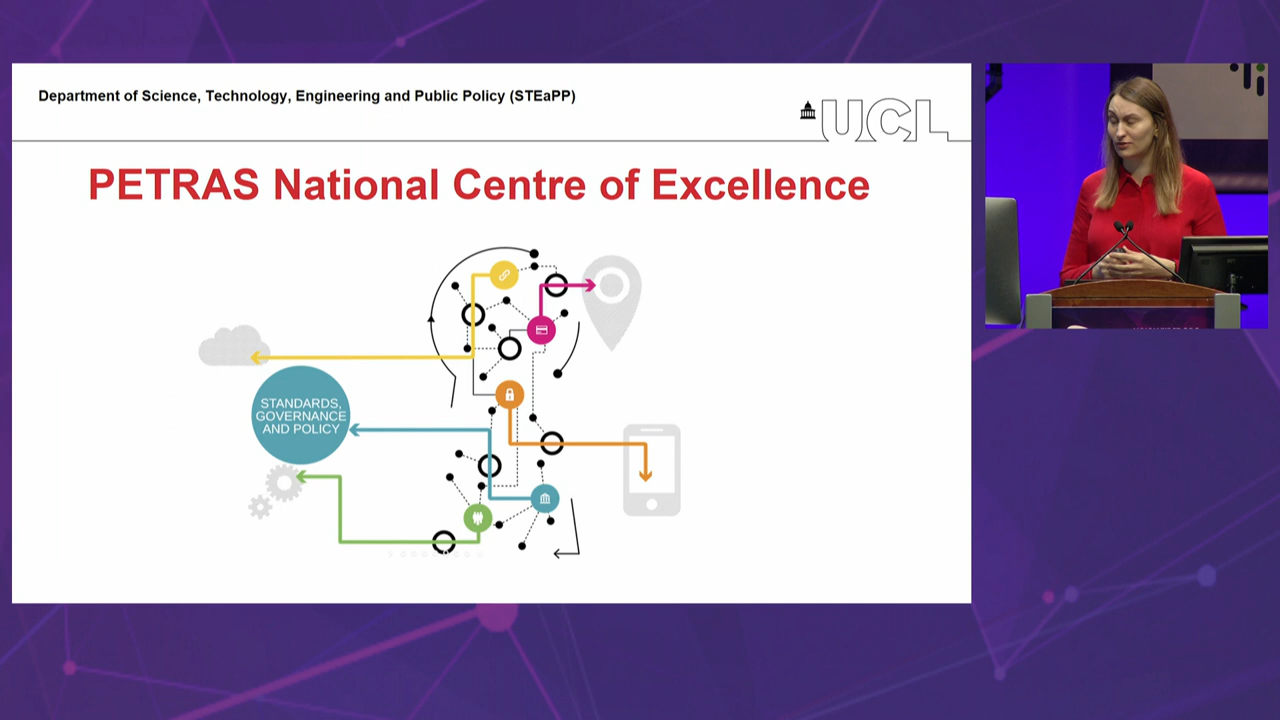 Department of Science, Technology, Engineering and Public Policy (STEaPP)
UCL
PETRAS National Centre of Excellence
STANDARDS,
GOVERNANCE
AND POLICY